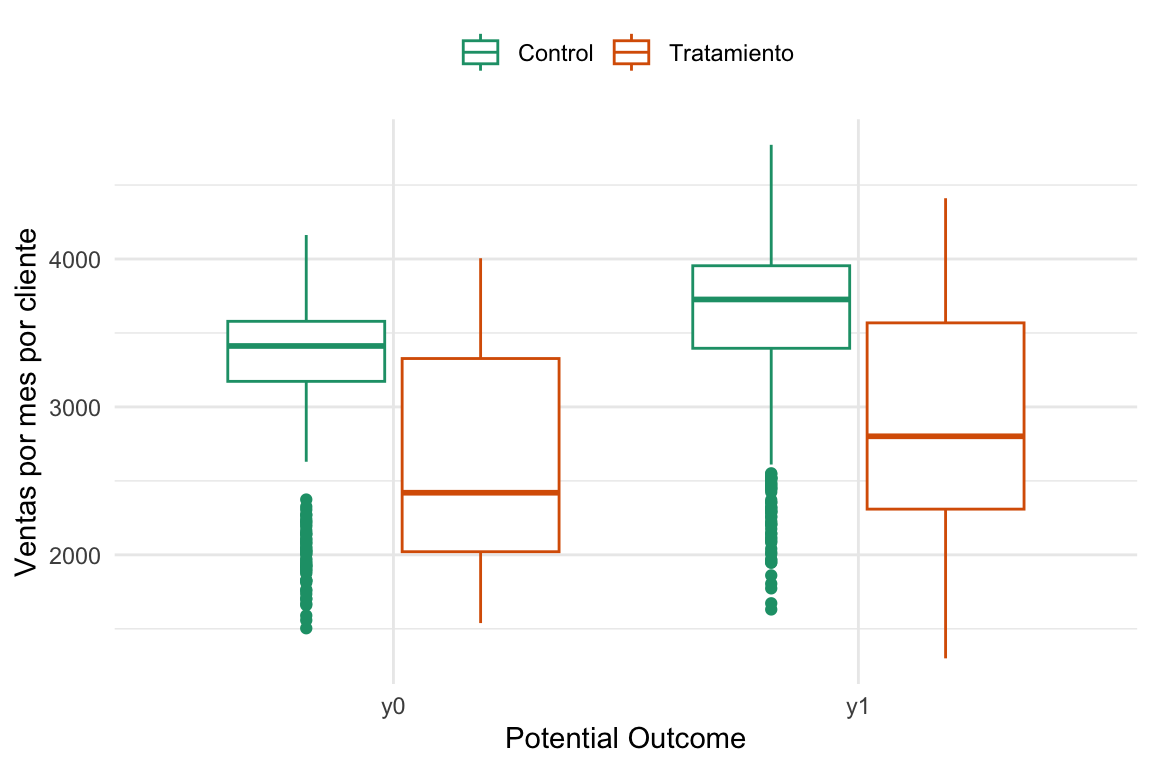 Control Tratamiento
Ventas por mes por cliente
4000
3000
2000
y0 y1
Potential Outcome